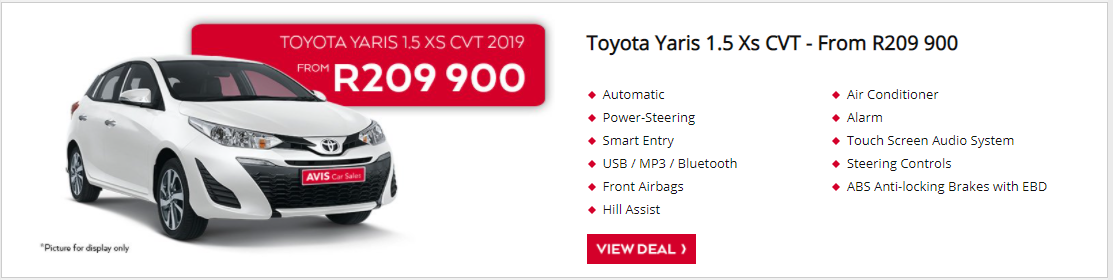 TOYOTA YARIS 1.5 XS CVT 2019
FROM R209 900
AVIS Car Sales
*Picture for display only
Toyota Yaris 1.5 Xs CVT - From R209 900
Automatic
Power-Steering
Smart Entry
USB / MP3 / Bluetooth
Front Airbags
Hill Assist
Air Conditioner
Alarm
Touch Screen Audio System
Steering Controls
ABS Anti-locking Brakes with EBD
VIEW DEAL ❯